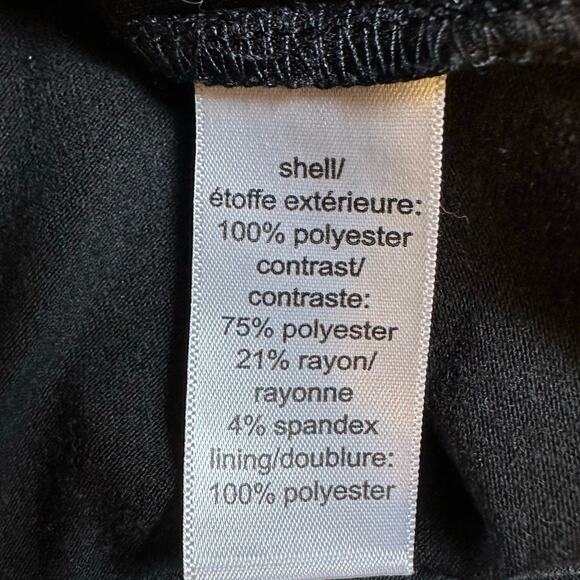 shell/
étoffe extérieure:
100% polyester
contrast/
contraste:
75% polyester
21% rayon/
rayonne
4% spandex
lining/doublure:
100% polyester